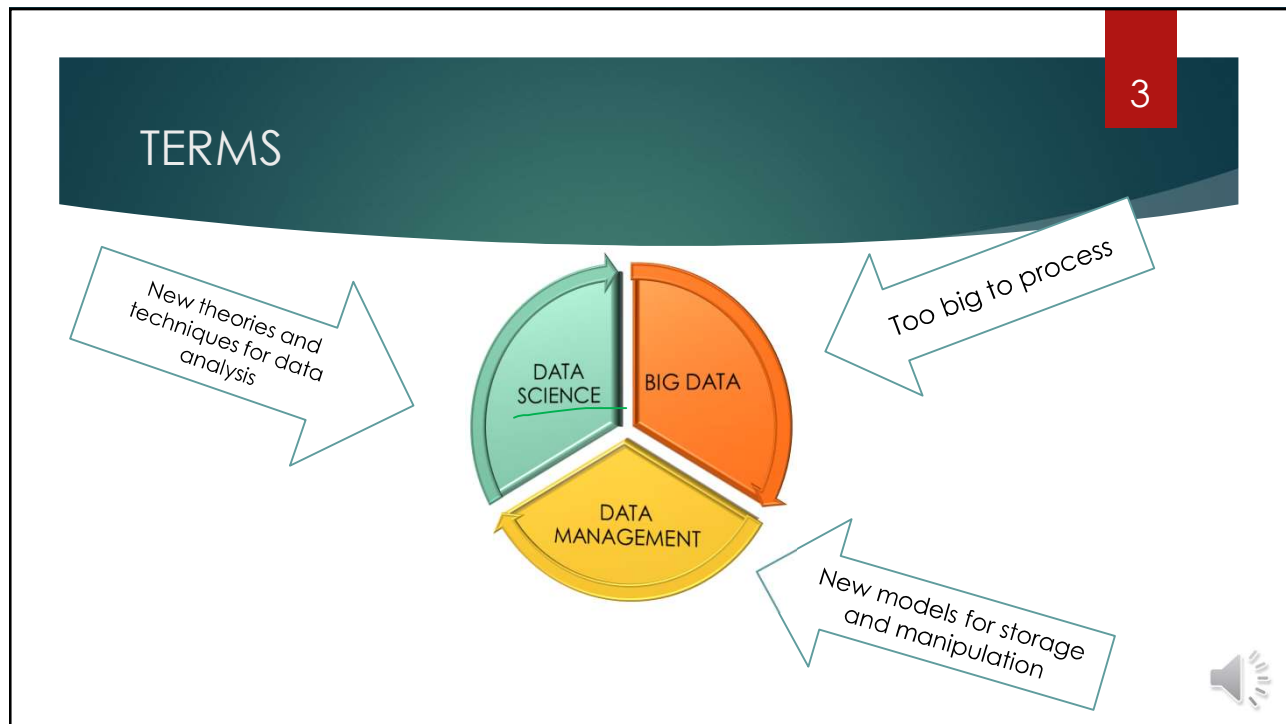 3
TERMS
New theories and
techniques for data
analysis
Too big to process
DATA
SCIENCE
BIG DATA
DATA
MANAGEMENT
New models for storage
and manipulation